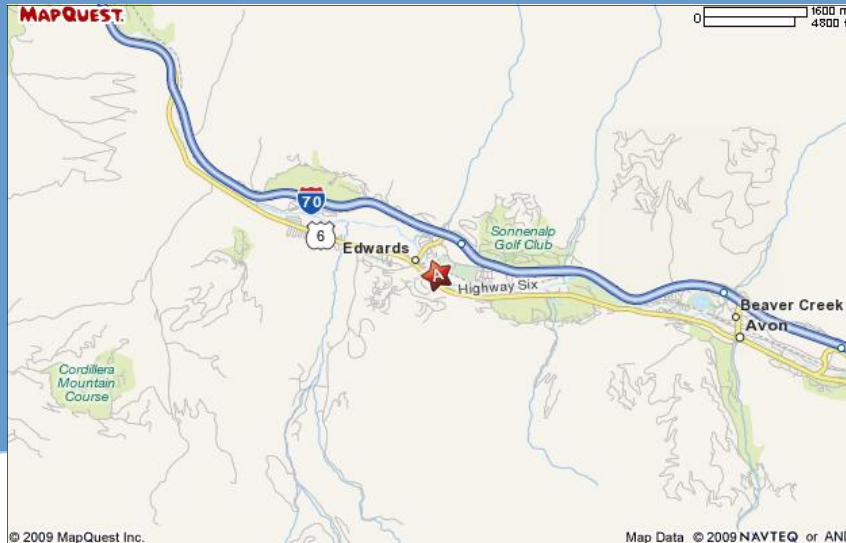 MAPQUEST.
0
1600 m
4800 f
70
6
Edwards
A
Sonnenalp
Golf Club
Highway Six
Beaver Creek
Avon
Cordillera
Mountain
Course
© 2009 MapQuest Inc.
Map Data © 2009 NAVTEQ or AND